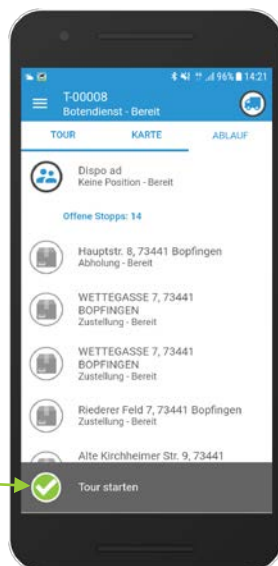 96% 14:21
T-00008
Botendienst - Bereit
TOUR KARTE ABLAUF
Dispo ad
Keine Position - Bereit
Offene Stopps: 14
Hauptstr. 8, 73441 Bopfingen
Abholung - Bereit
WETTEGASSE 7, 73441
BOPFINGEN
Zustellung - Bereit
WETTEGASSE 7, 73441
BOPFINGEN
Zustellung - Bereit
Riederer Feld 7, 73441 Bopfingen
Zustellung - Bereit
Alte Kirchheimer Str. 9, 73441
Tour starten